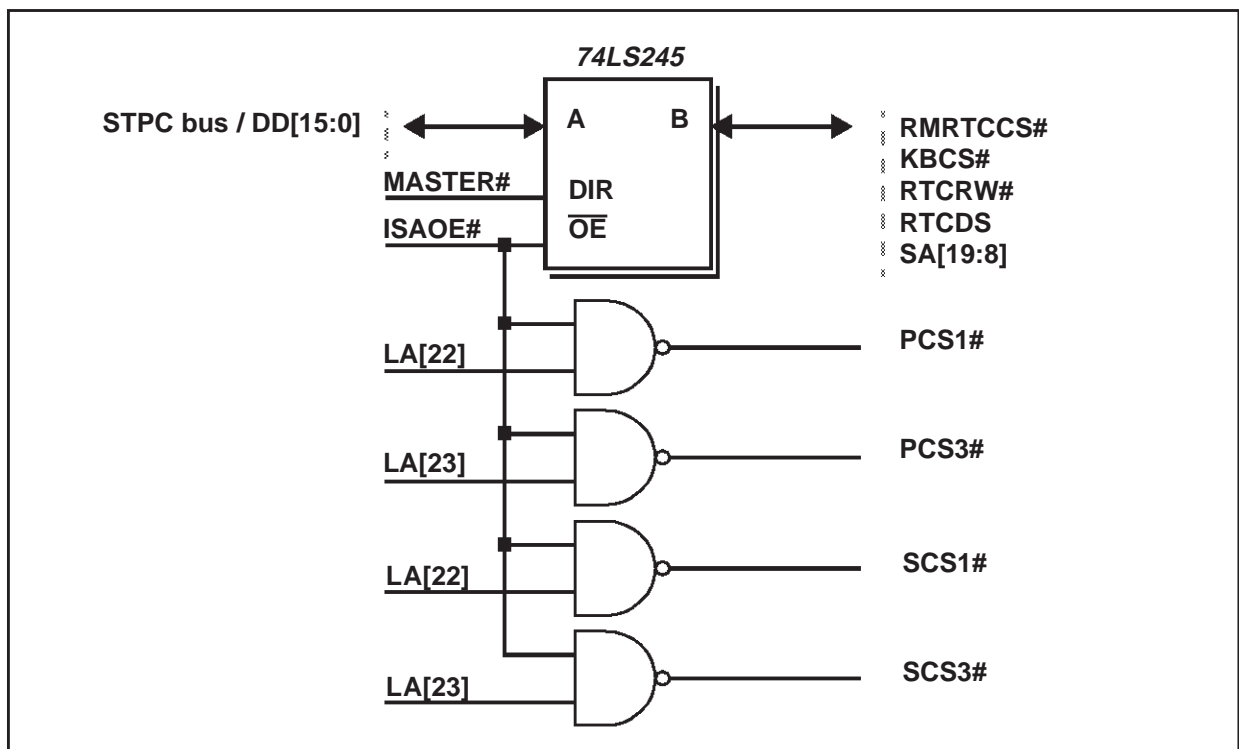 74LS245
STPC bus / DD[15:0]
A
B
RMRTCCS#
KBCS#
MASTER#
DIR
RTCRW#
ISAOE#
OE
RTCDS
SA[19:8]
LA[22]
PCS1#
LA[23]
PCS3#
LA[22]
SCS1#
LA[23]
SCS3#